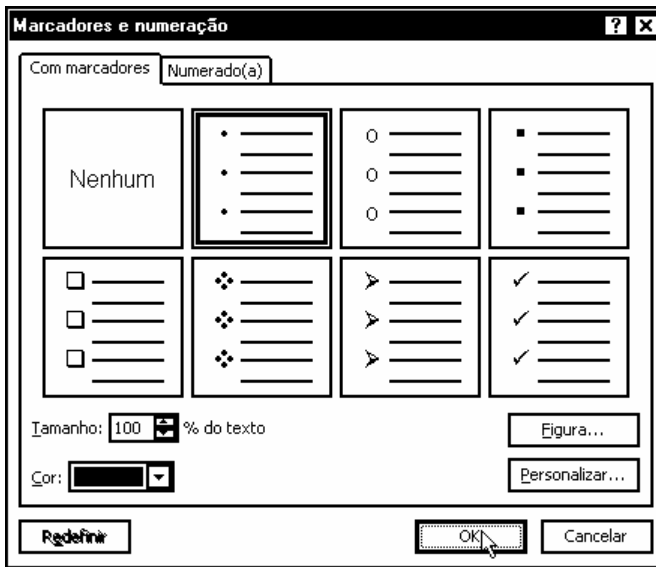 Marcadores e numeração
Com marcadores Numerado(a)
Nenhum
Tamanho: 100 % do texto
Figura...
Cor:
Personalizar...
Redefinir OK Cancelar